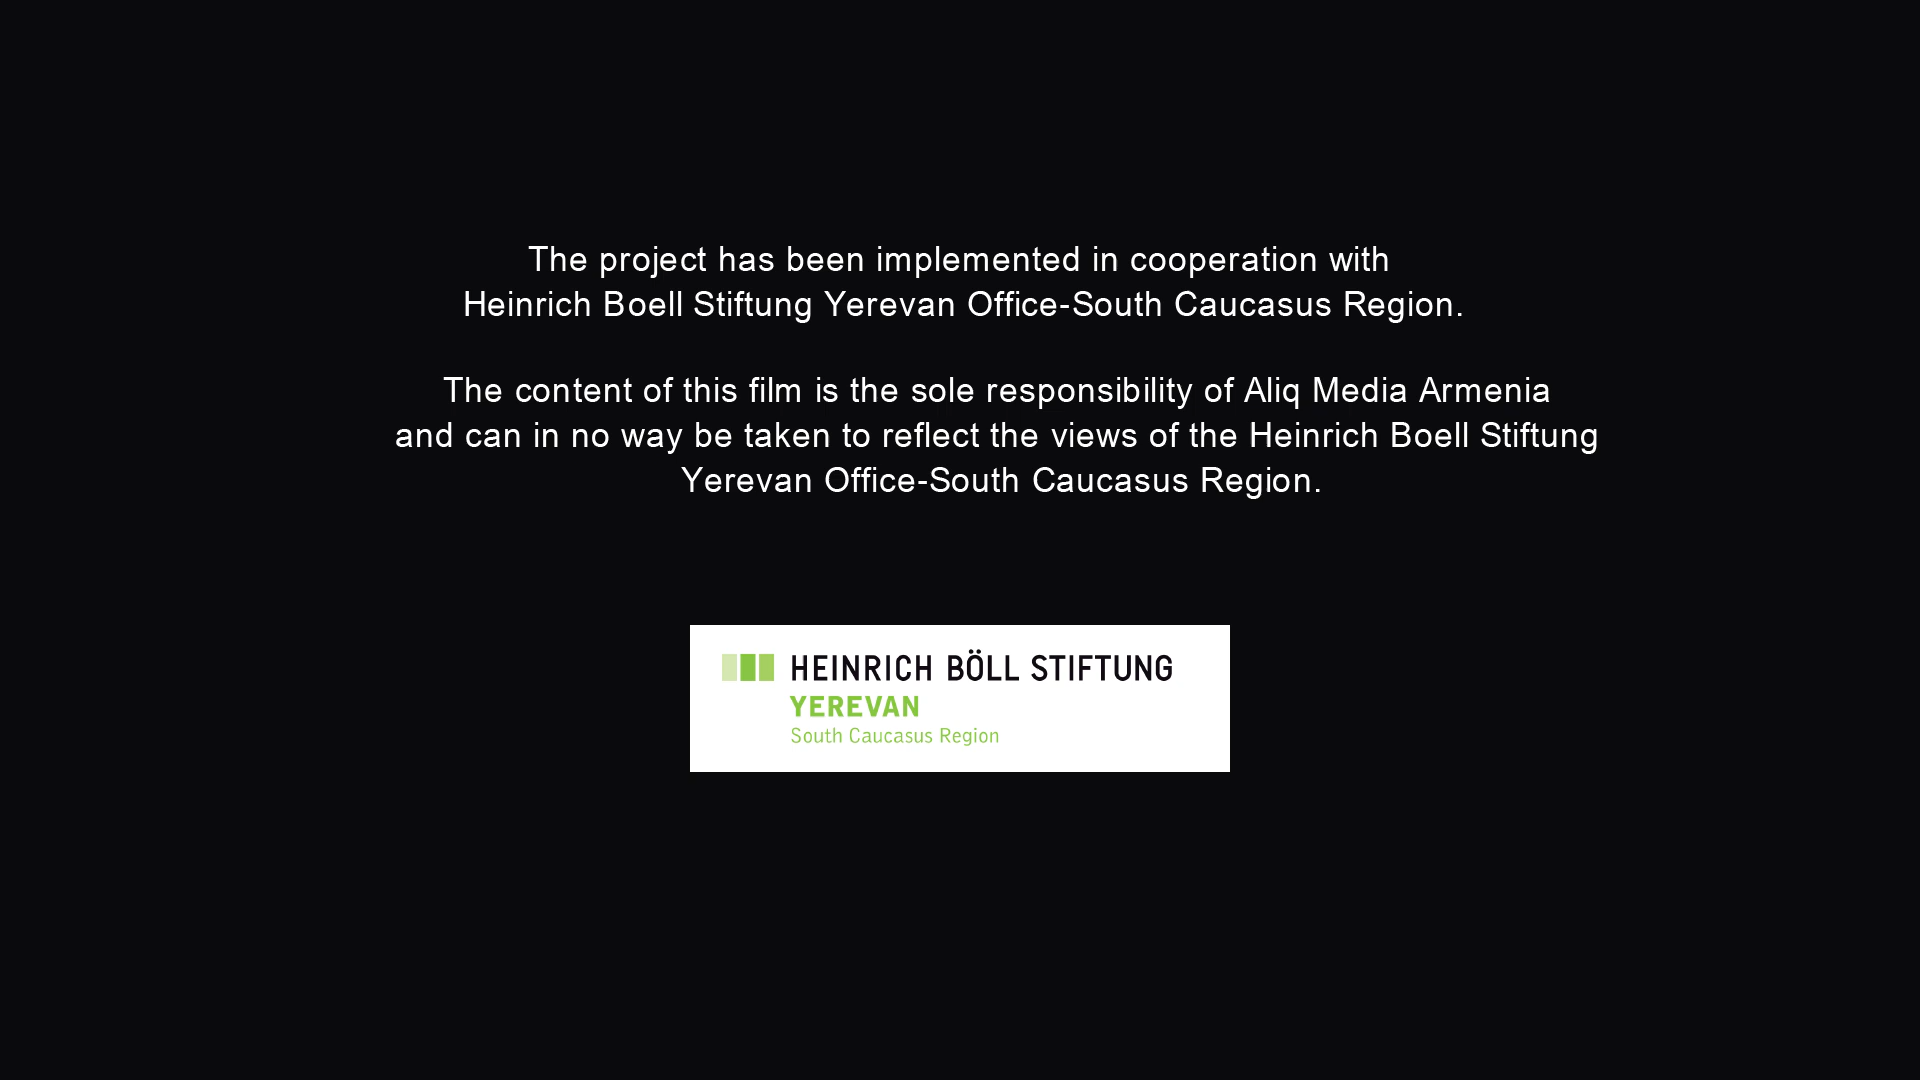 The project has been implemented in cooperation with
Heinrich Boell Stiftung Yerevan Office-South Caucasus Region.
The content of this film is the sole responsibility of Aliq Media Armenia
and can in no way be taken to reflect the views of the Heinrich Boell Stiftung
Yerevan Office-South Caucasus Region.
HEINRICH BÖLL STIFTUNG
YEREVAN
South Caucasus Region